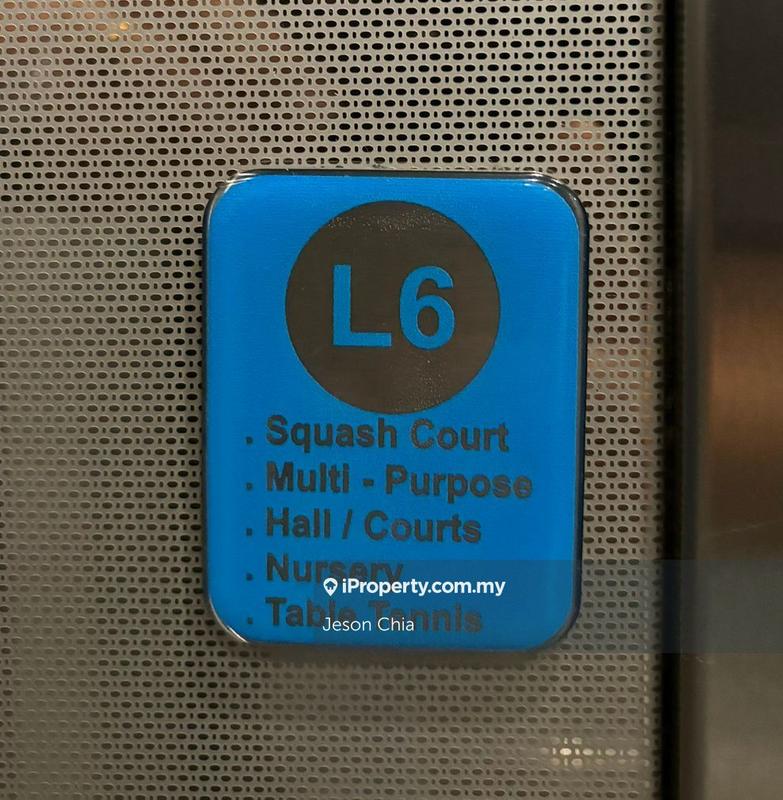 L6
. Squash Court
. Multi - Purpose
. Hall / Courts
. Nursery
iProperty.com.my
. Table Tennis
Jeson Chia